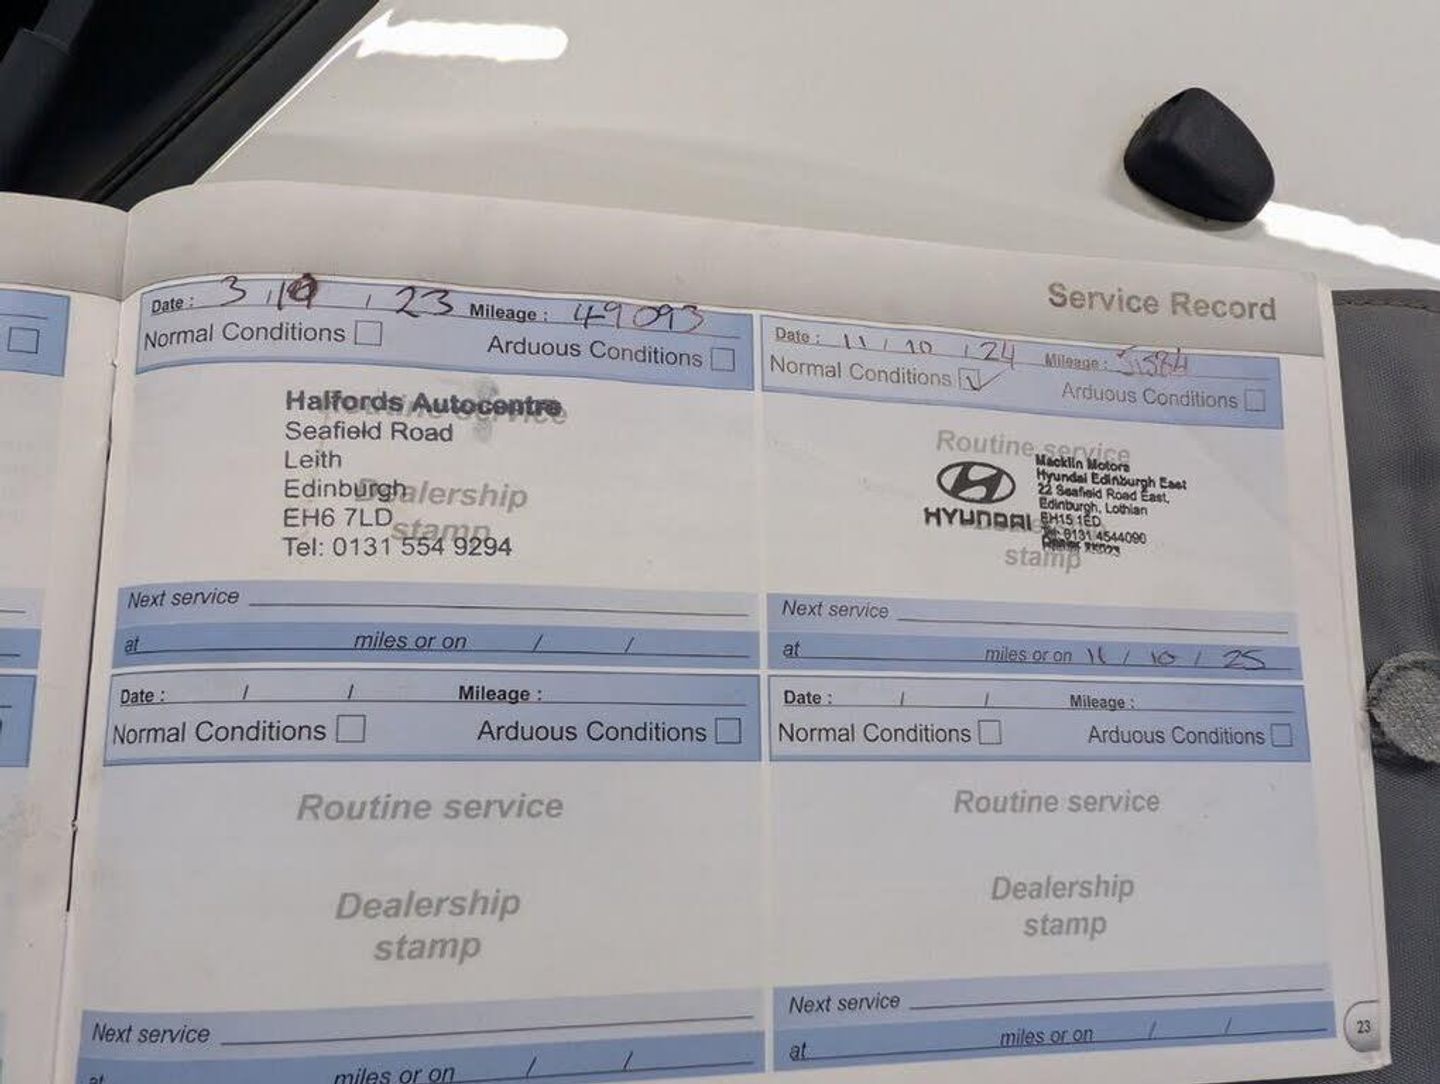 Service Record
Date : 3 / / 23 Mileage : 49093
Normal Conditions Arduous Conditions
Halfords Autocentre
Seafield Road
Leith
Edinburgh
EH6 7LD
Tel: 0131 554 9294
Dealership
stamp
Next service
at miles or on / /
Date : 11 / 10 / 24 Mileage :
Normal Conditions ✓ Arduous Conditions
Routine service
Macklin Motors
Hyundai Edinburgh East
22 Seafield Road East,
Edinburgh, Lothian
EH15 1ED
HYUNDAI
0131 4544090
stamp
Next service
at miles or on 11 / 10 / 25
Date : / / Mileage :
Normal Conditions Arduous Conditions
Routine service
Dealership
stamp
Next service
at miles or on / /
Date : / / Mileage :
Normal Conditions Arduous Conditions
Routine service
Dealership
stamp
Next service
at miles or on / /
23